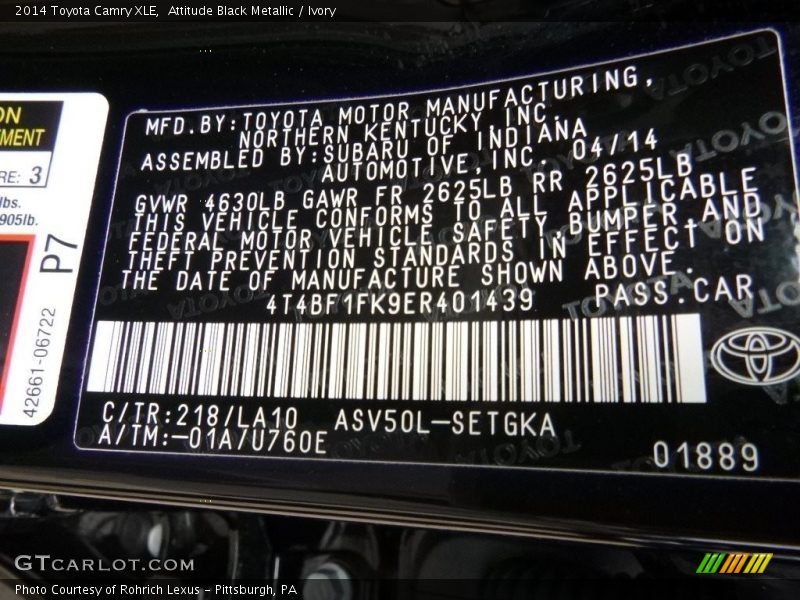 2014 Toyota Camry XLE,  Attitude Black Metallic / Ivory
ON
EMENT
RE: 3
lbs.
905lb.
P7
42661-06722
MFD.BY:TOYOTA MOTOR MANUFACTURING,
NORTHERN KENTUCKY INC.
ASSEMBLED BY:SUBARU OF INDIANA
AUTOMOTIVE,INC. 04/14
GVWR 4630LB GAWR FR 2625LB RR 2625LB
THIS VEHICLE CONFORMS TO ALL APPLICABLE
FEDERAL MOTOR VEHICLE SAFETY BUMPER,AND
THEFT PREVENTION STANDARDS IN EFFECT ON
THE DATE OF MANUFACTURE SHOWN ABOVE.
4T4BF1FK9ER401439 PASS.CAR
C/TR:218/LA10 ASV50L-SETGKA
A/TM:-01A/U760E
01889
GTCARLOT.COM
Photo Courtesy of Rohrich Lexus - Pittsburgh, PA